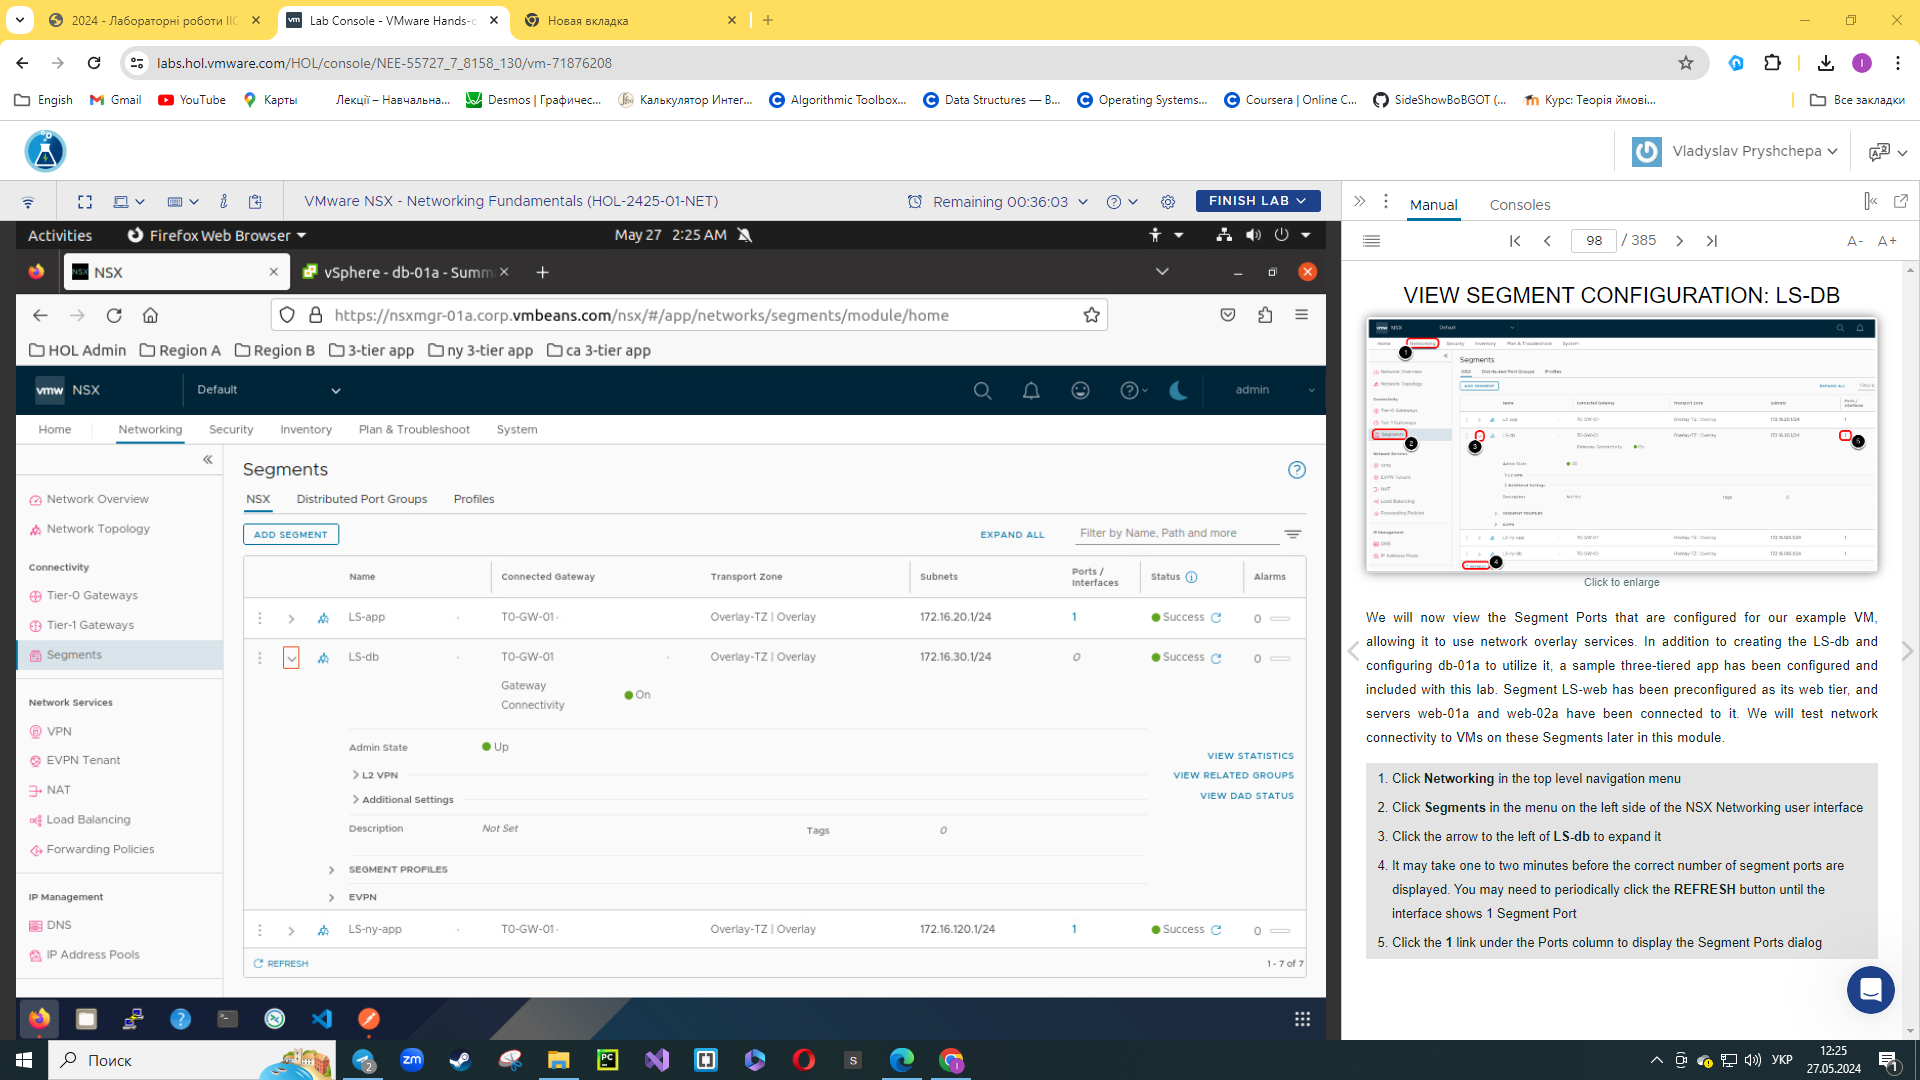 2024 - Лабораторні роботи ІІС
Lab Console - VMware Hands-o
Новая вкладка
labs.hol.vmware.com/HOL/console/NEE-55727_7_8158_130/vm-71876208
Engish
Gmail
YouTube
Карты
Лекції – Навчальна...
Desmos | Графичес...
Калькулятор Интег...
Algorithmic Toolbox...
Data Structures — В...
Operating Systems...
Coursera | Online C...
SideShowBoBGOT (...
Курс: Теорія ймові...
Все закладки
Vladyslav Pryshchepa
VMware NSX - Networking Fundamentals (HOL-2425-01-NET)
Remaining 00:36:03
FINISH LAB
Manual
Consoles
Activities
Firefox Web Browser
May 27 2:25 AM
98 / 385
A- A+
NSX
vSphere - db-01a - Summ
https://nsxmgr-01a.corp.vmbeans.com/nsx/#/app/networks/segments/module/home
HOL Admin
Region A
Region B
3-tier app
ny 3-tier app
ca 3-tier app
vmw NSX
Default
admin
Home
Networking
Security
Inventory
Plan & Troubleshoot
System
Network Overview
Network Topology
Connectivity
Tier-0 Gateways
Tier-1 Gateways
Segments
Network Services
VPN
EVPN Tenant
NAT
Load Balancing
Forwarding Policies
IP Management
DNS
IP Address Pools
Segments
NSX
Distributed Port Groups
Profiles
ADD SEGMENT
EXPAND ALL
Filter by Name, Path and more
Name
Connected Gateway
Transport Zone
Subnets
Ports / Interfaces
Status
Alarms
LS-app T0-GW-01 Overlay-TZ | Overlay 172.16.20.1/24 1 Success 0
LS-db T0-GW-01 Overlay-TZ | Overlay 172.16.30.1/24 0 Success 0
Gateway Connectivity
On
Admin State
Up
L2 VPN
Additional Settings
VIEW STATISTICS
VIEW RELATED GROUPS
VIEW DAD STATUS
Description Not Set Tags 0
SEGMENT PROFILES
EVPN
LS-ny-app T0-GW-01 Overlay-TZ | Overlay 172.16.120.1/24 1 Success 0
REFRESH
1 - 7 of 7
VIEW SEGMENT CONFIGURATION: LS-DB
Click to enlarge
We will now view the Segment Ports that are configured for our example VM,
allowing it to use network overlay services. In addition to creating the LS-db and
configuring db-01a to utilize it, a sample three-tiered app has been configured and
included with this lab. Segment LS-web has been preconfigured as its web tier, and
servers web-01a and web-02a have been connected to it. We will test network
connectivity to VMs on these Segments later in this module.
1. Click Networking in the top level navigation menu
2. Click Segments in the menu on the left side of the NSX Networking user interface
3. Click the arrow to the left of LS-db to expand it
4. It may take one to two minutes before the correct number of segment ports are
displayed. You may need to periodically click the REFRESH button until the
interface shows 1 Segment Port
5. Click the 1 link under the Ports column to display the Segment Ports dialog
Поиск
УКР
12:25
27.05.2024